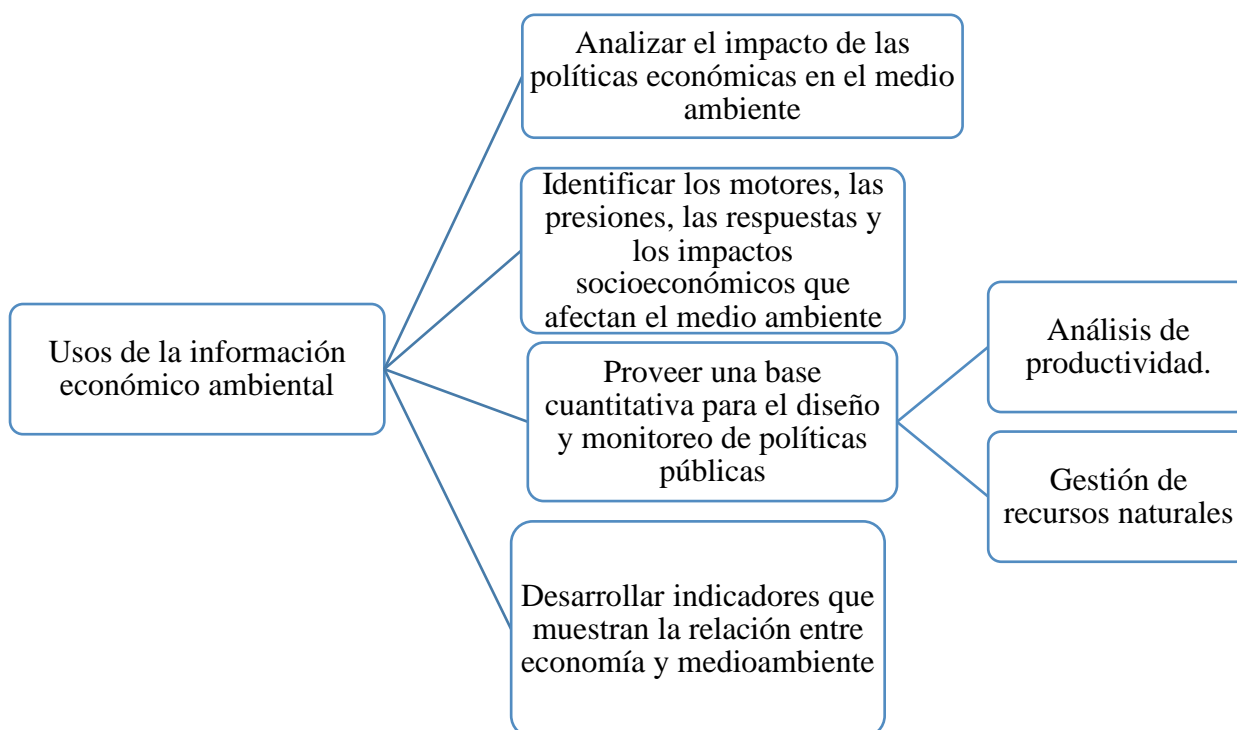 Usos de la información
económico ambiental
Analizar el impacto de las
políticas económicas en el medio
ambiente
Identificar los motores, las
presiones, las respuestas y
los impactos
socioeconómicos que
afectan el medio ambiente
Proveer una base
cuantitativa para el diseño
y monitoreo de políticas
públicas
Análisis de
productividad.
Gestión de
recursos naturales
Desarrollar indicadores que
muestran la relación entre
economía y medioambiente